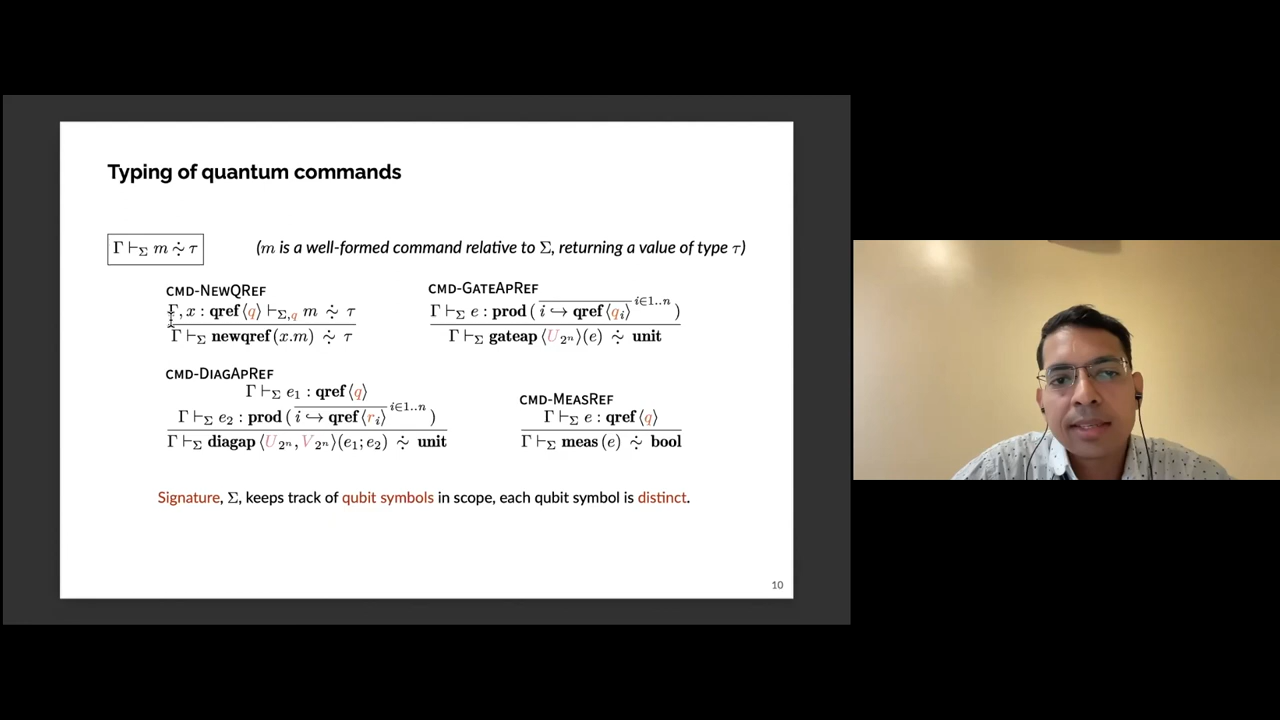 Typing of quantum commands
Γ ⊢Σ m ∻ τ
(m is a well-formed command relative to Σ, returning a value of type τ)
CMD-NEWQREF
Γ, x : qref⟨q⟩ ⊢Σ,q m ∻ τ
Γ ⊢Σ newqref(x.m) ∻ τ
CMD-GATEAPREF
Γ ⊢Σ e : prod(i ↪ qref⟨qi⟩ i∈1..n)
Γ ⊢Σ gateap⟨U2ⁿ⟩(e) ∻ unit
CMD-DIAGAPREF
Γ ⊢Σ e1 : qref⟨q⟩
Γ ⊢Σ e2 : prod(i ↪ qref⟨ri⟩ i∈1..n)
Γ ⊢Σ diagap⟨U2ⁿ, V2ⁿ⟩(e1; e2) ∻ unit
CMD-MEASREF
Γ ⊢Σ e : qref⟨q⟩
Γ ⊢Σ meas(e) ∻ bool
Signature, Σ, keeps track of qubit symbols in scope, each qubit symbol is distinct.
10